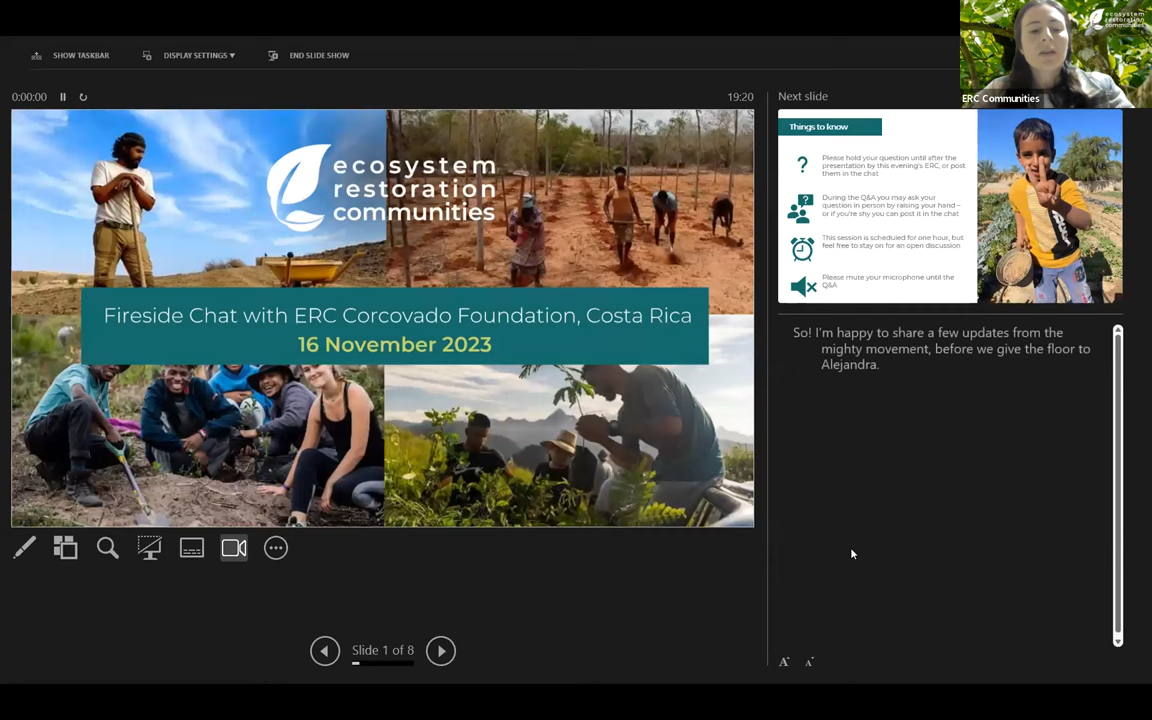 ecosystem
restoration
communities
ERC Communities
SHOW TASKBAR
DISPLAY SETTINGS ▾
END SLIDE SHOW
0:00:00
19:20
Next slide
ecosystem
restoration
communities
Fireside Chat with ERC Corcovado Foundation, Costa Rica
16 November 2023
Things to know
?
Please hold your question until after the
presentation by this evening's ERC, or post
them in the chat
?
During the Q&A you may ask your
question in person by raising your hand –
or if you're shy you can post it in the chat
This session is scheduled for one hour, but
feel free to stay on for an open discussion
Please mute your microphone until the
Q&A
So! I'm happy to share a few updates from the
mighty movement, before we give the floor to
Alejandra.
Slide 1 of 8
A A